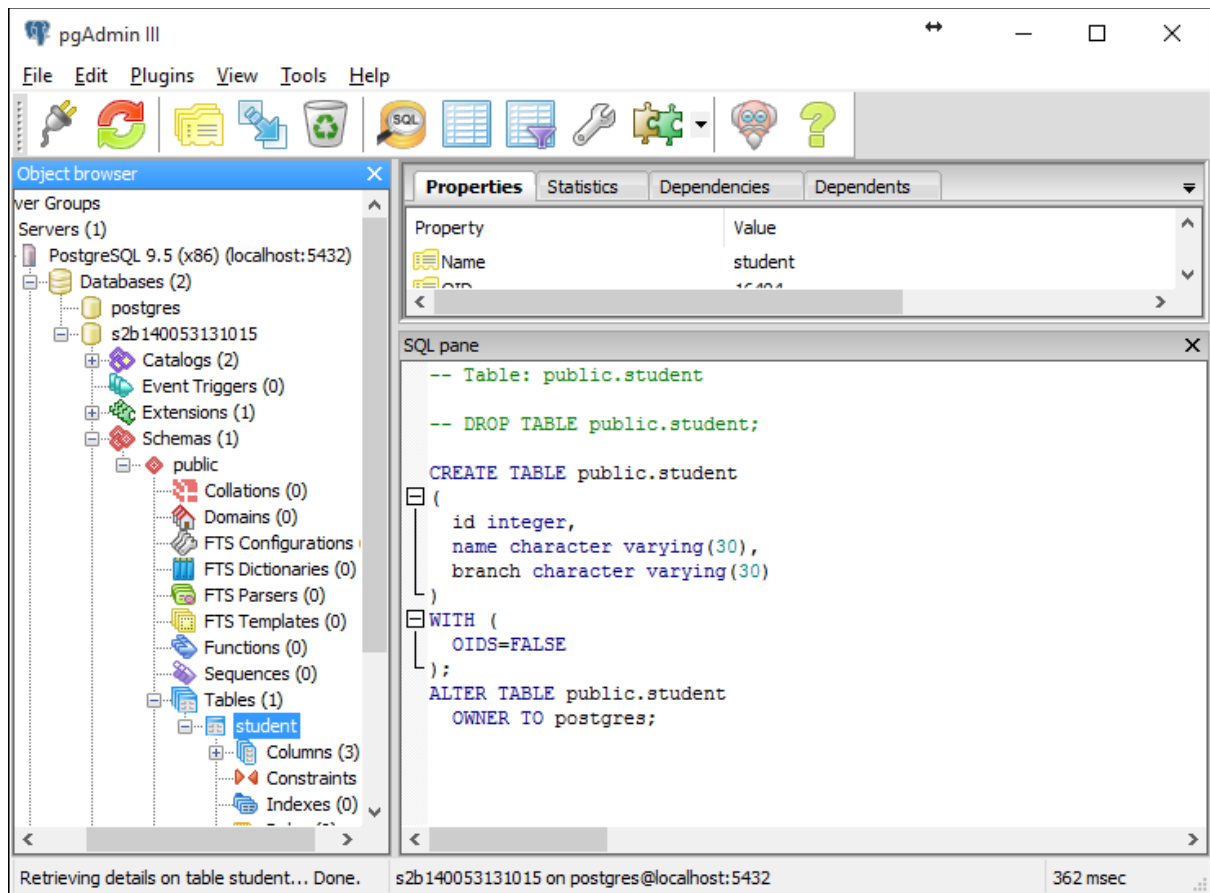 pgAdmin III
File Edit Plugins View Tools Help
SQL
Object browser
ver Groups
Servers (1)
PostgreSQL 9.5 (x86) (localhost:5432)
Databases (2)
postgres
s2b140053131015
Catalogs (2)
Event Triggers (0)
Extensions (1)
Schemas (1)
public
Collations (0)
Domains (0)
FTS Configurations
FTS Dictionaries (0)
FTS Parsers (0)
FTS Templates (0)
Functions (0)
Sequences (0)
Tables (1)
student
Columns (3)
Constraints
Indexes (0)
Properties Statistics Dependencies Dependents
Property Value
Name student
SQL pane
-- Table: public.student
-- DROP TABLE public.student;
CREATE TABLE public.student
(
id integer,
name character varying(30),
branch character varying(30)
)
WITH (
OIDS=FALSE
);
ALTER TABLE public.student
OWNER TO postgres;
Retrieving details on table student... Done. s2b140053131015 on postgres@localhost:5432 362 msec